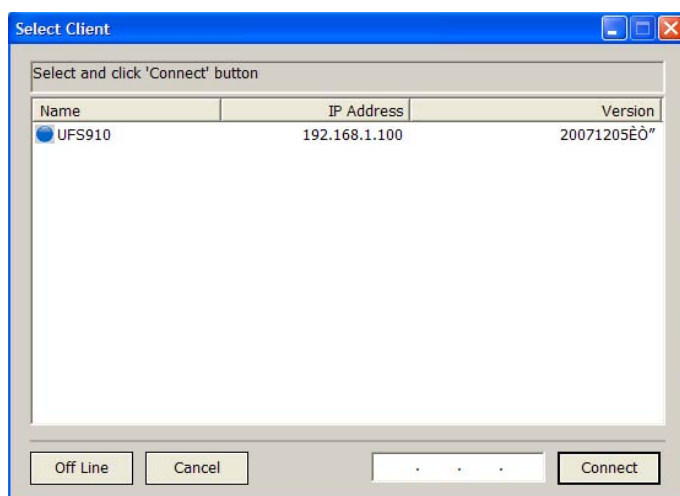 Select Client
Select and click 'Connect' button
Name IP Address Version
UFS910 192.168.1.100 20071205ÈÒ”
Off Line Cancel . . . Connect